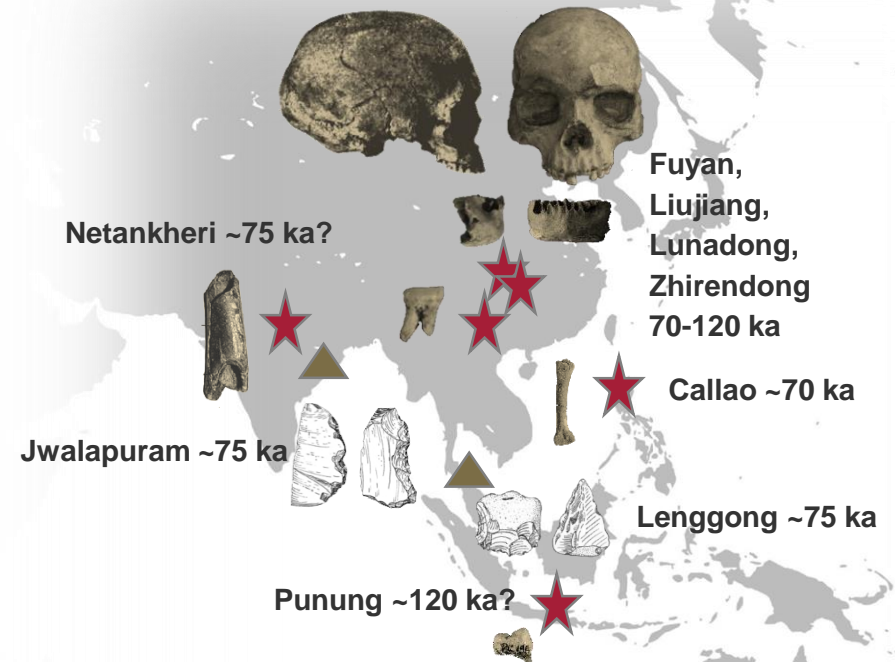 Fuyan,
Liujiang,
Lunadong,
Zhirendong
70-120 ka
Netankheri ~75 ka?
Callao ~70 ka
Jwalapuram ~75 ka
Lenggong ~75 ka
Punung ~120 ka?